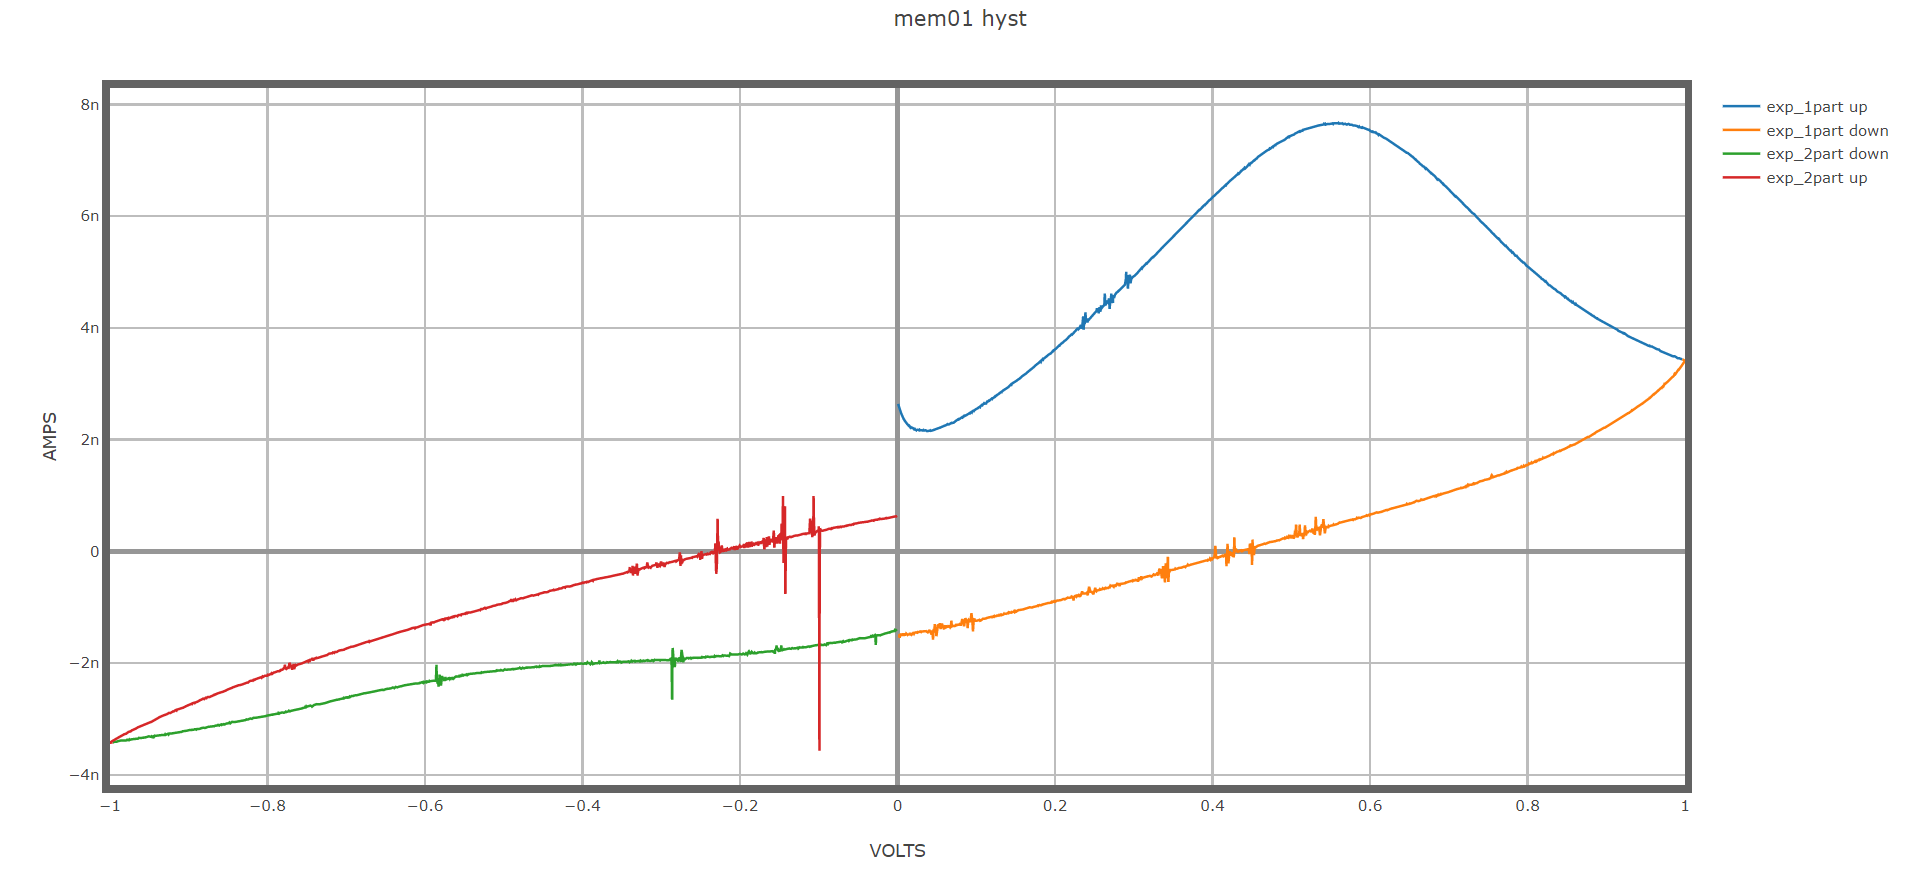 mem01 hyst
8n
6n
4n
2n
0
−2n
−4n
AMPS
−1
−0.8
−0.6
−0.4
−0.2
0
0.2
0.4
0.6
0.8
1
VOLTS
exp_1part up
exp_1part down
exp_2part down
exp_2part up